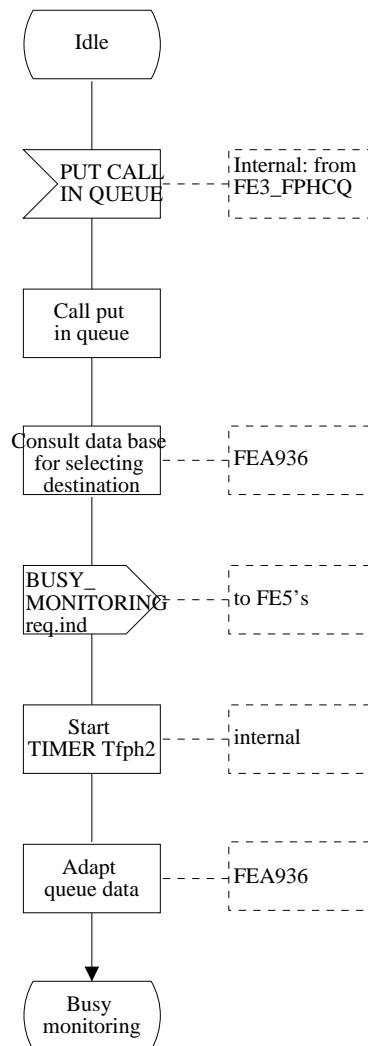 Idle
PUT CALL
IN QUEUE
Internal: from
FE3_FPHCQ
Call put
in queue
Consult data base
for selecting
destination
FEA936
BUSY_
MONITORING
req.ind
to FE5's
Start
TIMER Tfph2
internal
Adapt
queue data
FEA936
Busy
monitoring